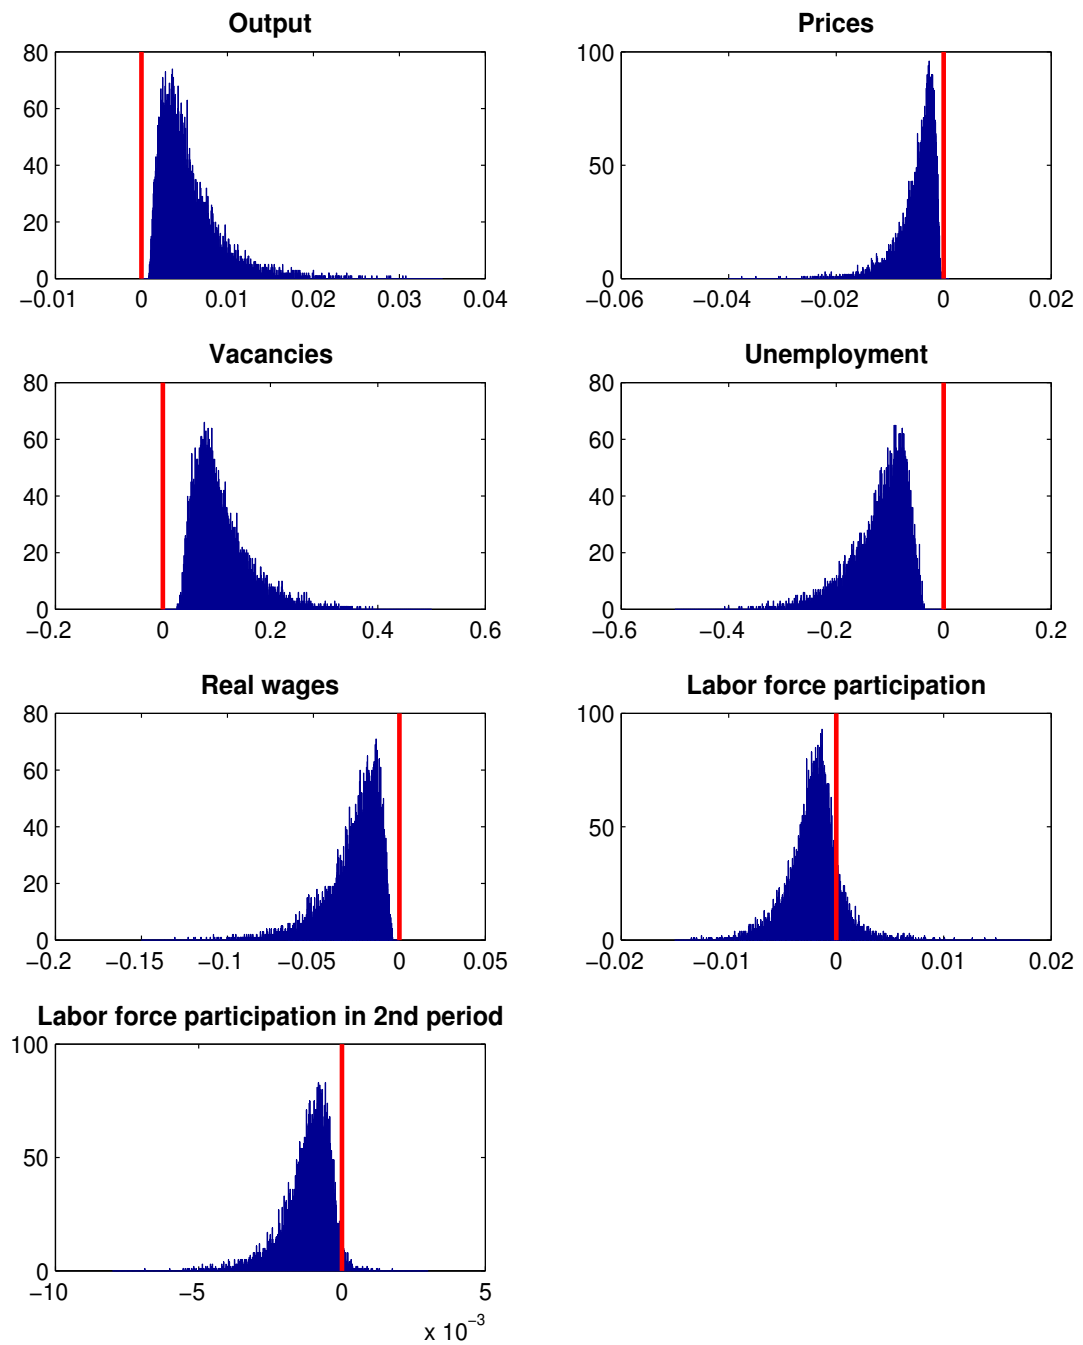 Output
80
60
40
20
0
−0.01 0 0.01 0.02 0.03 0.04
Prices
100
50
0
−0.06 −0.04 −0.02 0 0.02
Vacancies
80
60
40
20
0
−0.2 0 0.2 0.4 0.6
Unemployment
80
60
40
20
0
−0.6 −0.4 −0.2 0 0.2
Real wages
80
60
40
20
0
−0.2 −0.15 −0.1 −0.05 0 0.05
Labor force participation
100
50
0
−0.02 −0.01 0 0.01 0.02
Labor force participation in 2nd period
100
50
0
−10 −5 0 5
x 10⁻³